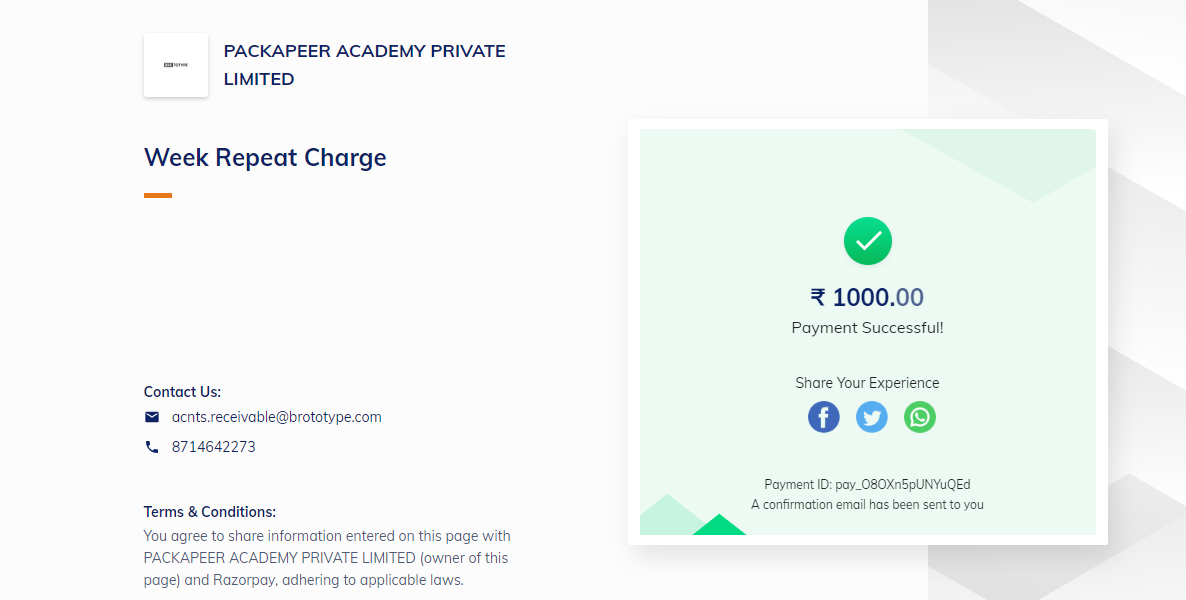 BROTOTYPE
PACKAPEER ACADEMY PRIVATE
LIMITED
Week Repeat Charge
₹ 1000.00
Payment Successful!
Share Your Experience
Contact Us:
acnts.receivable@brototype.com
8714642273
Payment ID: pay_O8OXn5pUNYuQEd
A confirmation email has been sent to you
Terms & Conditions:
You agree to share information entered on this page with
PACKAPEER ACADEMY PRIVATE LIMITED (owner of this
page) and Razorpay, adhering to applicable laws.